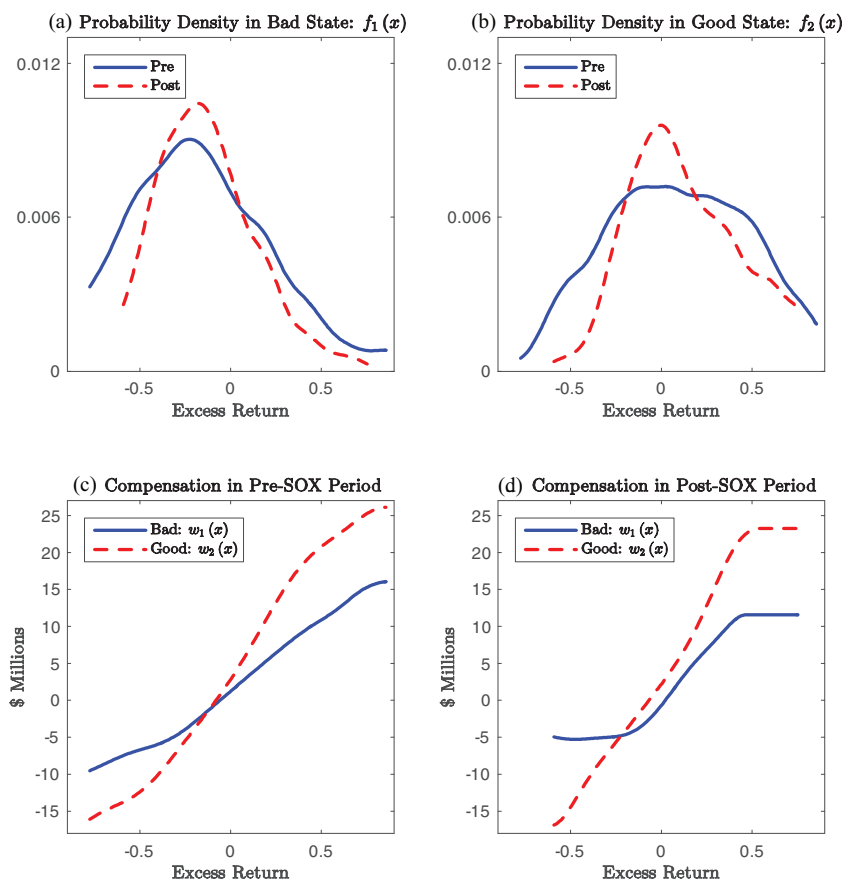 (a) Probability Density in Bad State: f₁(x)
0.012
0.006
0
Pre
Post
-0.5 0 0.5
Excess Return
(b) Probability Density in Good State: f₂(x)
0.012
0.006
0
Pre
Post
-0.5 0 0.5
Excess Return
(c) Compensation in Pre-SOX Period
$ Millions
25
20
15
10
5
0
-5
-10
-15
Bad: w₁(x)
Good: w₂(x)
-0.5 0 0.5
Excess Return
(d) Compensation in Post-SOX Period
$ Millions
25
20
15
10
5
0
-5
-10
-15
Bad: w₁(x)
Good: w₂(x)
-0.5 0 0.5
Excess Return